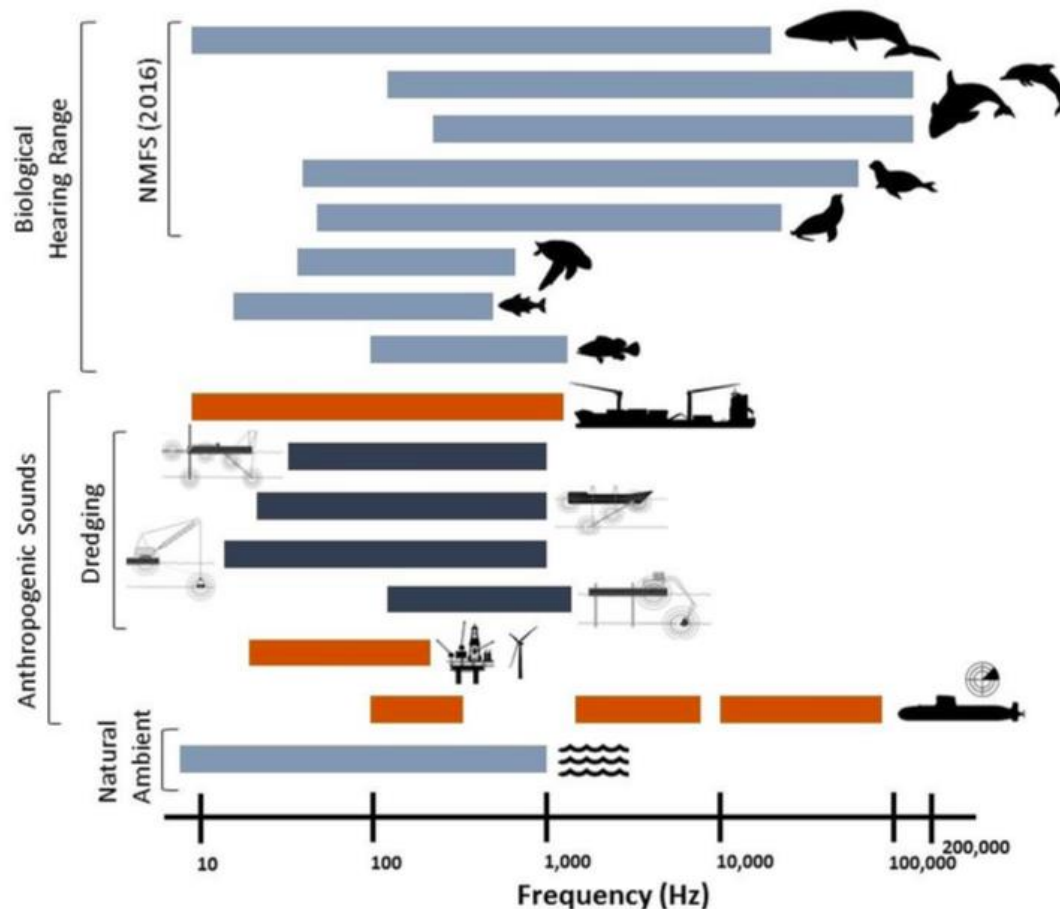 Biological
Hearing Range
NMFS (2016)
Anthropogenic Sounds
Dredging
Natural
Ambient
10
100
1,000
10,000
100,000
200,000
Frequency (Hz)